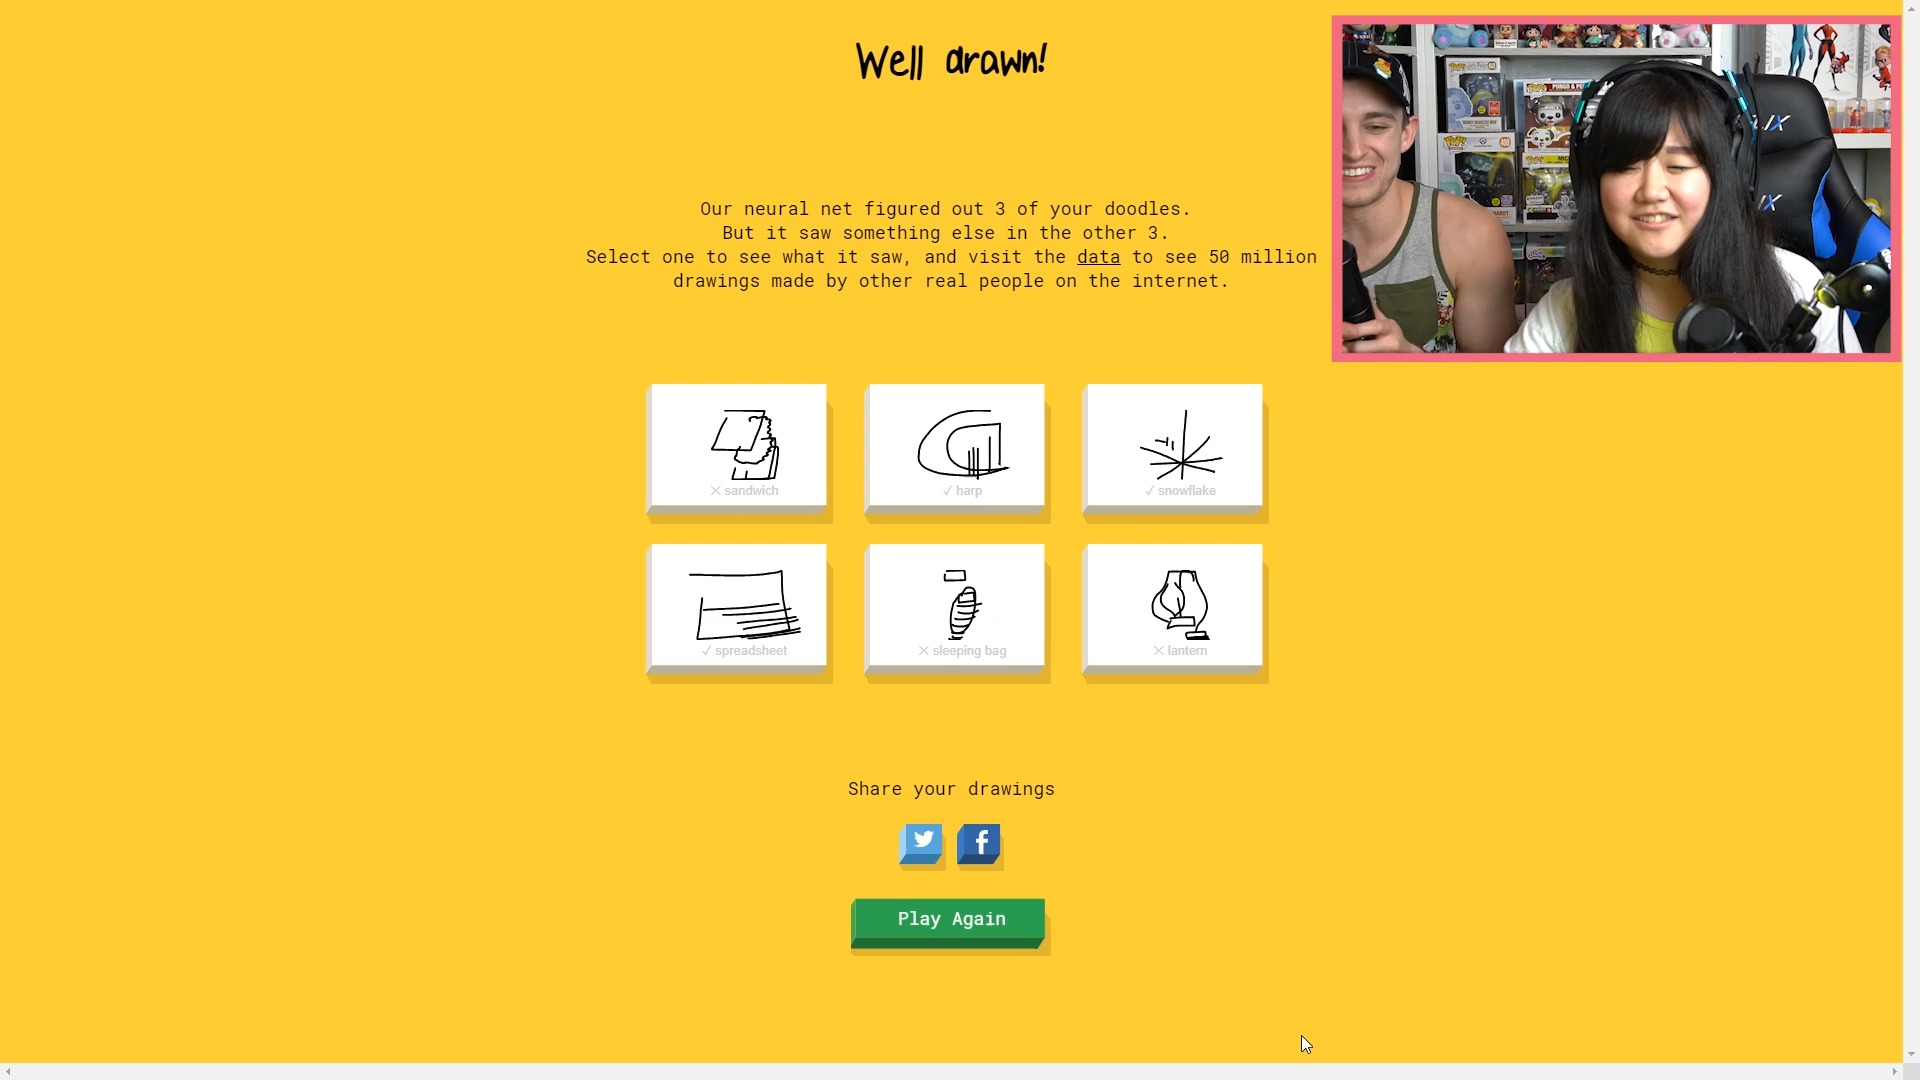 Well drawn!
Our neural net figured out 3 of your doodles.
But it saw something else in the other 3.
Select one to see what it saw, and visit the data to see 50 million
drawings made by other real people on the internet.
✕ sandwich
✓ harp
✓ snowflake
✓ spreadsheet
✕ sleeping bag
✕ lantern
Share your drawings
Play Again